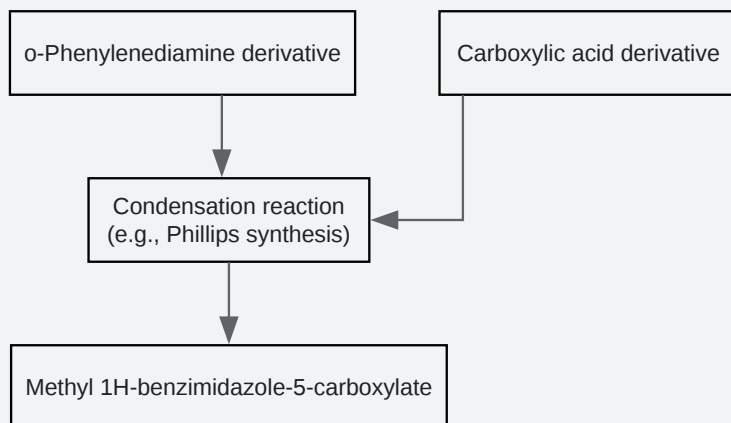 o-Phenylenediamine derivative
Carboxylic acid derivative
Condensation reaction
(e.g., Phillips synthesis)
Methyl 1H-benzimidazole-5-carboxylate